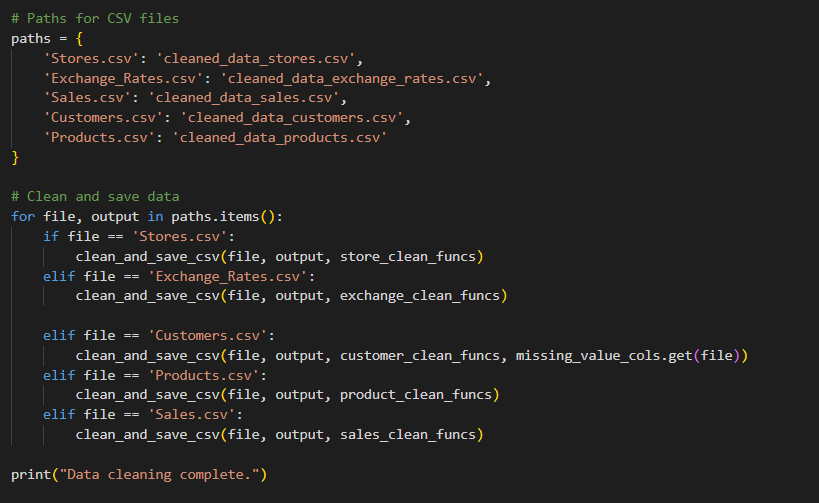 # Paths for CSV files
paths = {
    'Stores.csv': 'cleaned_data_stores.csv',
    'Exchange_Rates.csv': 'cleaned_data_exchange_rates.csv',
    'Sales.csv': 'cleaned_data_sales.csv',
    'Customers.csv': 'cleaned_data_customers.csv',
    'Products.csv': 'cleaned_data_products.csv'
}

# Clean and save data
for file, output in paths.items():
    if file == 'Stores.csv':
        clean_and_save_csv(file, output, store_clean_funcs)
    elif file == 'Exchange_Rates.csv':
        clean_and_save_csv(file, output, exchange_clean_funcs)

    elif file == 'Customers.csv':
        clean_and_save_csv(file, output, customer_clean_funcs, missing_value_cols.get(file))
    elif file == 'Products.csv':
        clean_and_save_csv(file, output, product_clean_funcs)
    elif file == 'Sales.csv':
        clean_and_save_csv(file, output, sales_clean_funcs)

print("Data cleaning complete.")